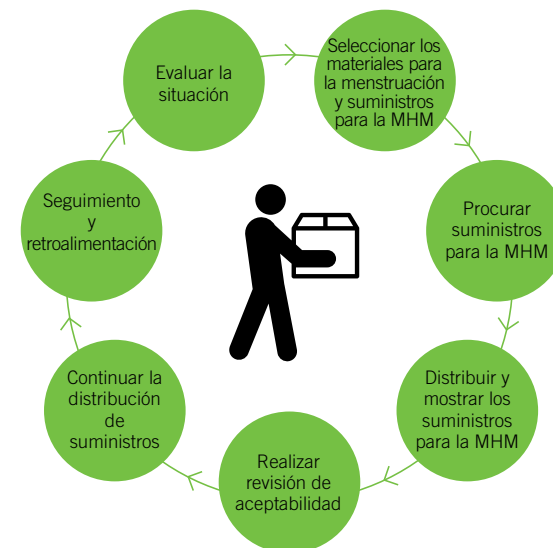 Evaluar la
situación
Seleccionar los
materiales para
la menstruación
y suministros
para la MHM
Procurar
suministros
para la MHM
Distribuir y
mostrar los
suministros
para la MHM
Realizar
revisión de
aceptabilidad
Continuar la
distribución
de
suministros
Seguimiento
y
retroalimentación